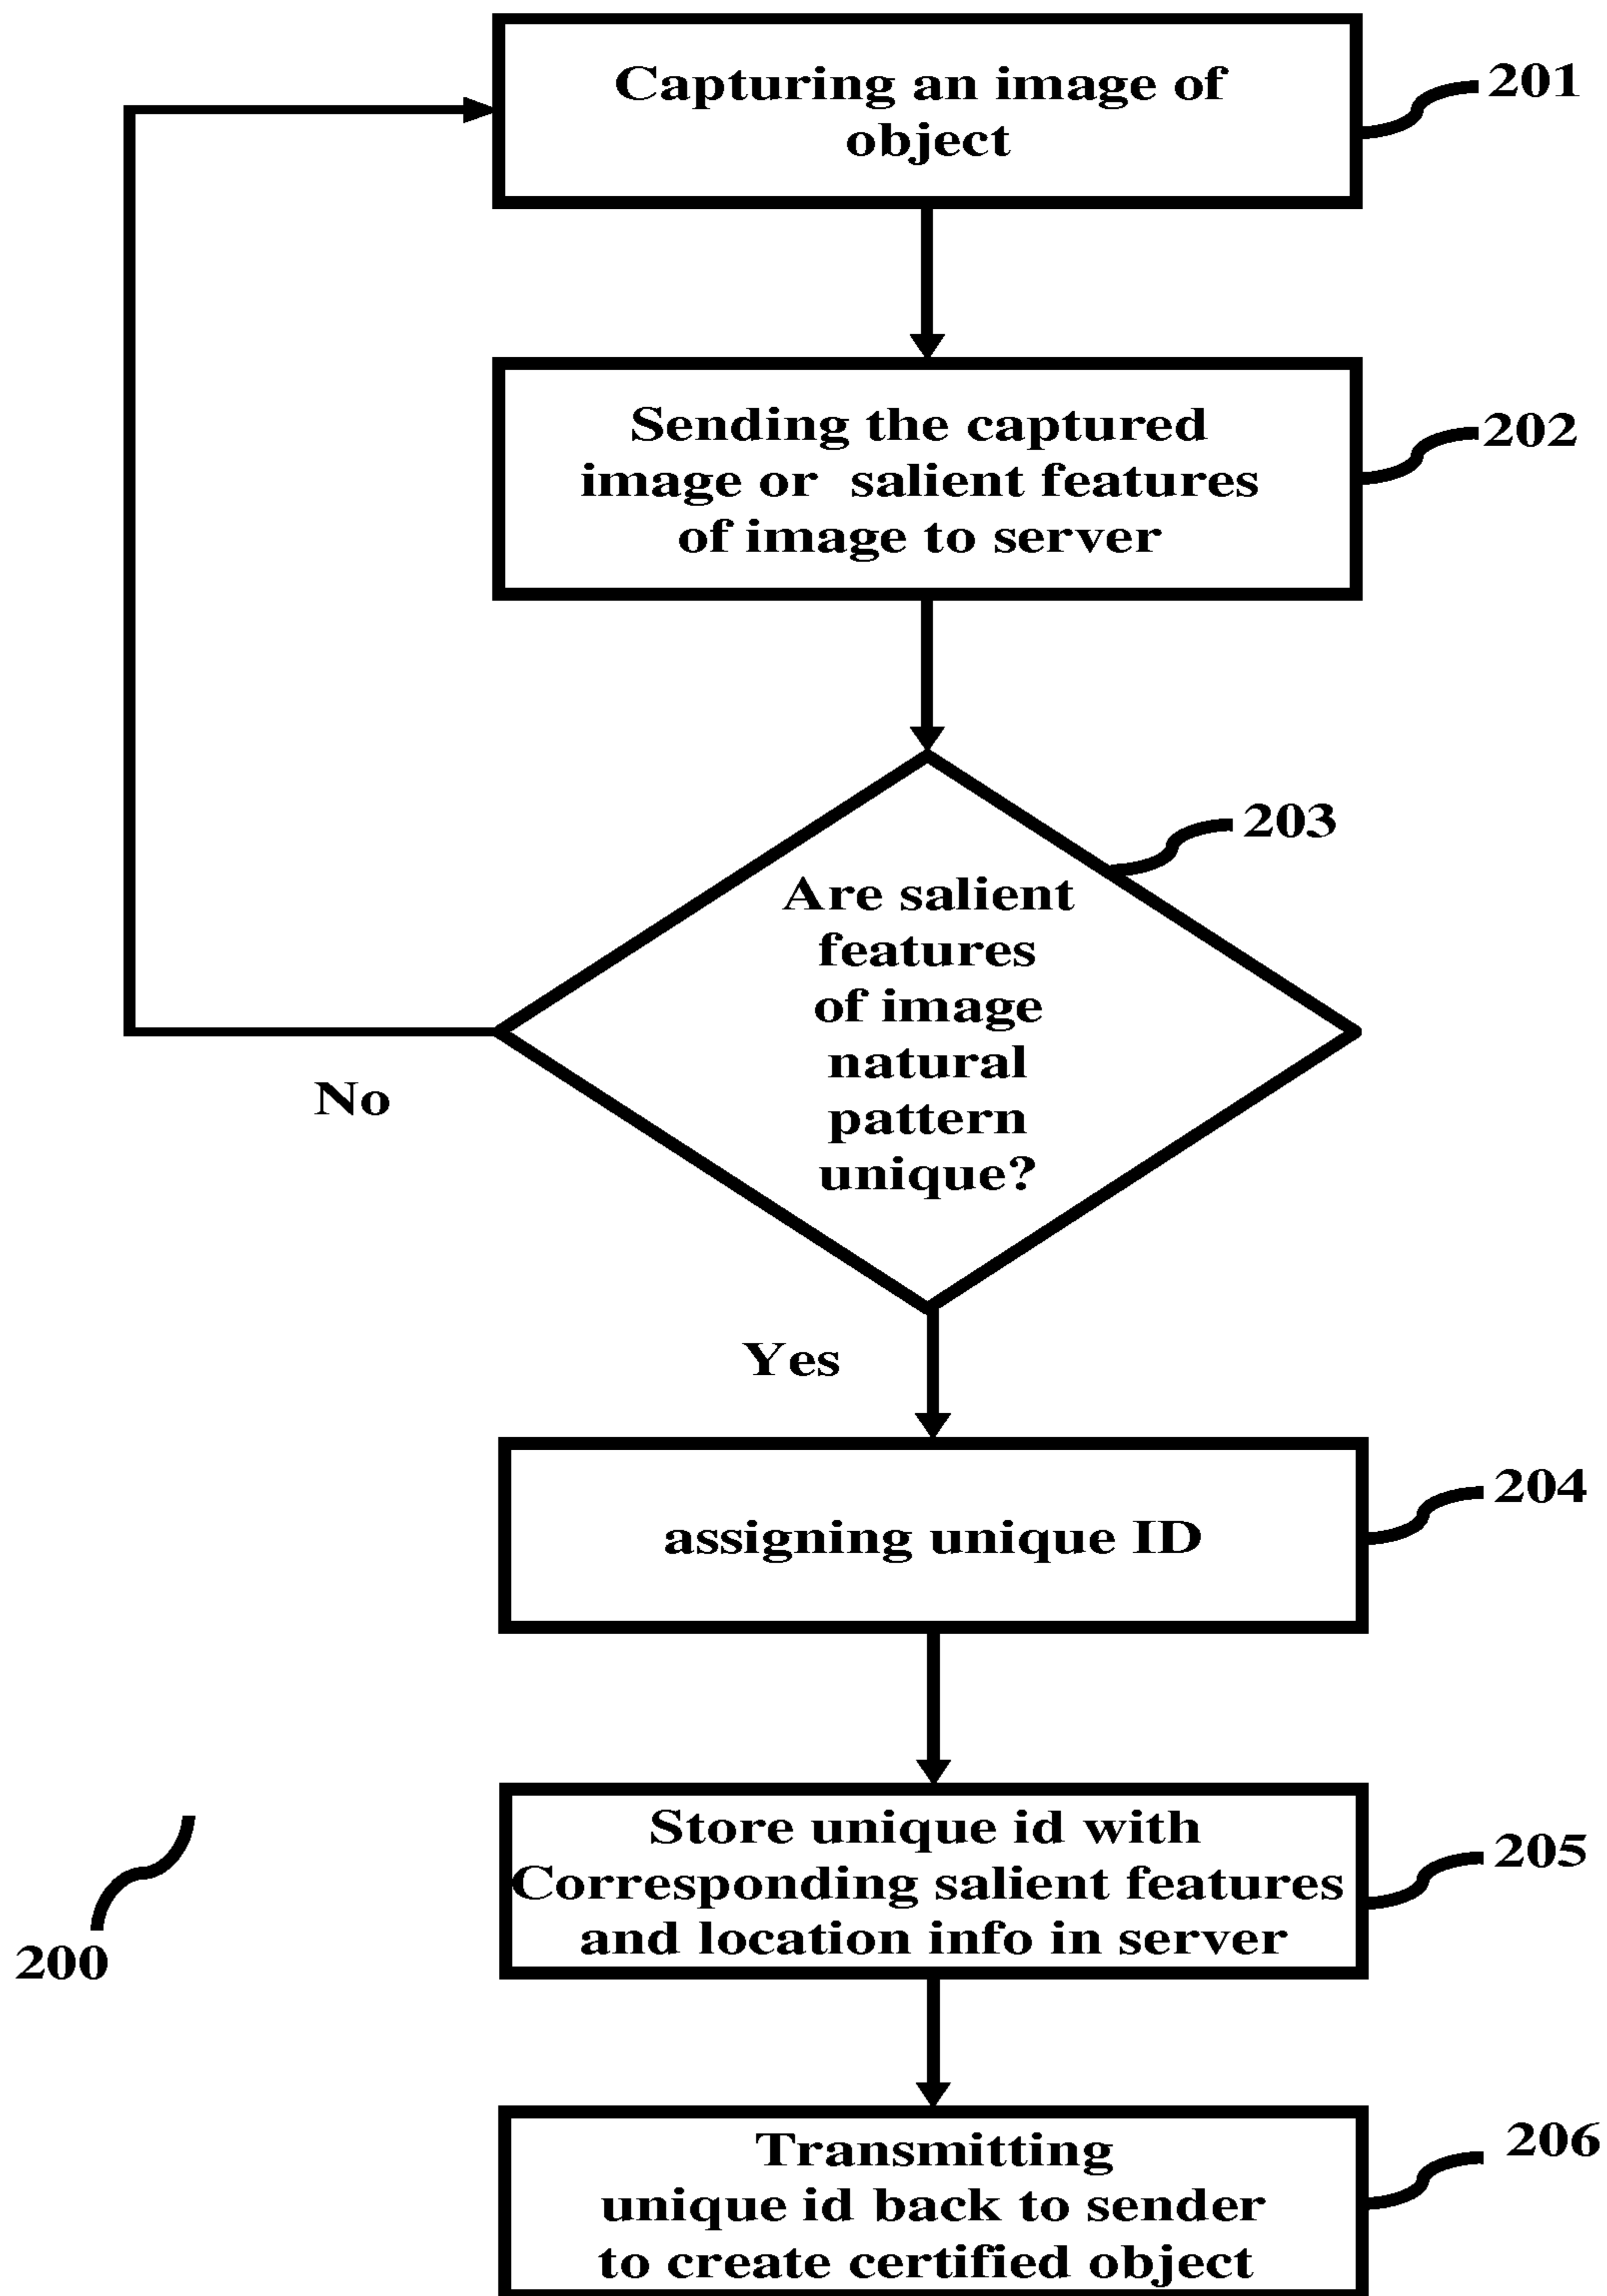 Capturing an image of
object
201
Sending the captured
image or salient features
of image to server
202
203
Are salient
features
of image
natural
pattern
unique?
No
Yes
assigning unique ID
204
Store unique id with
Corresponding salient features
and location info in server
205
200
Transmitting
unique id back to sender
to create certified object
206